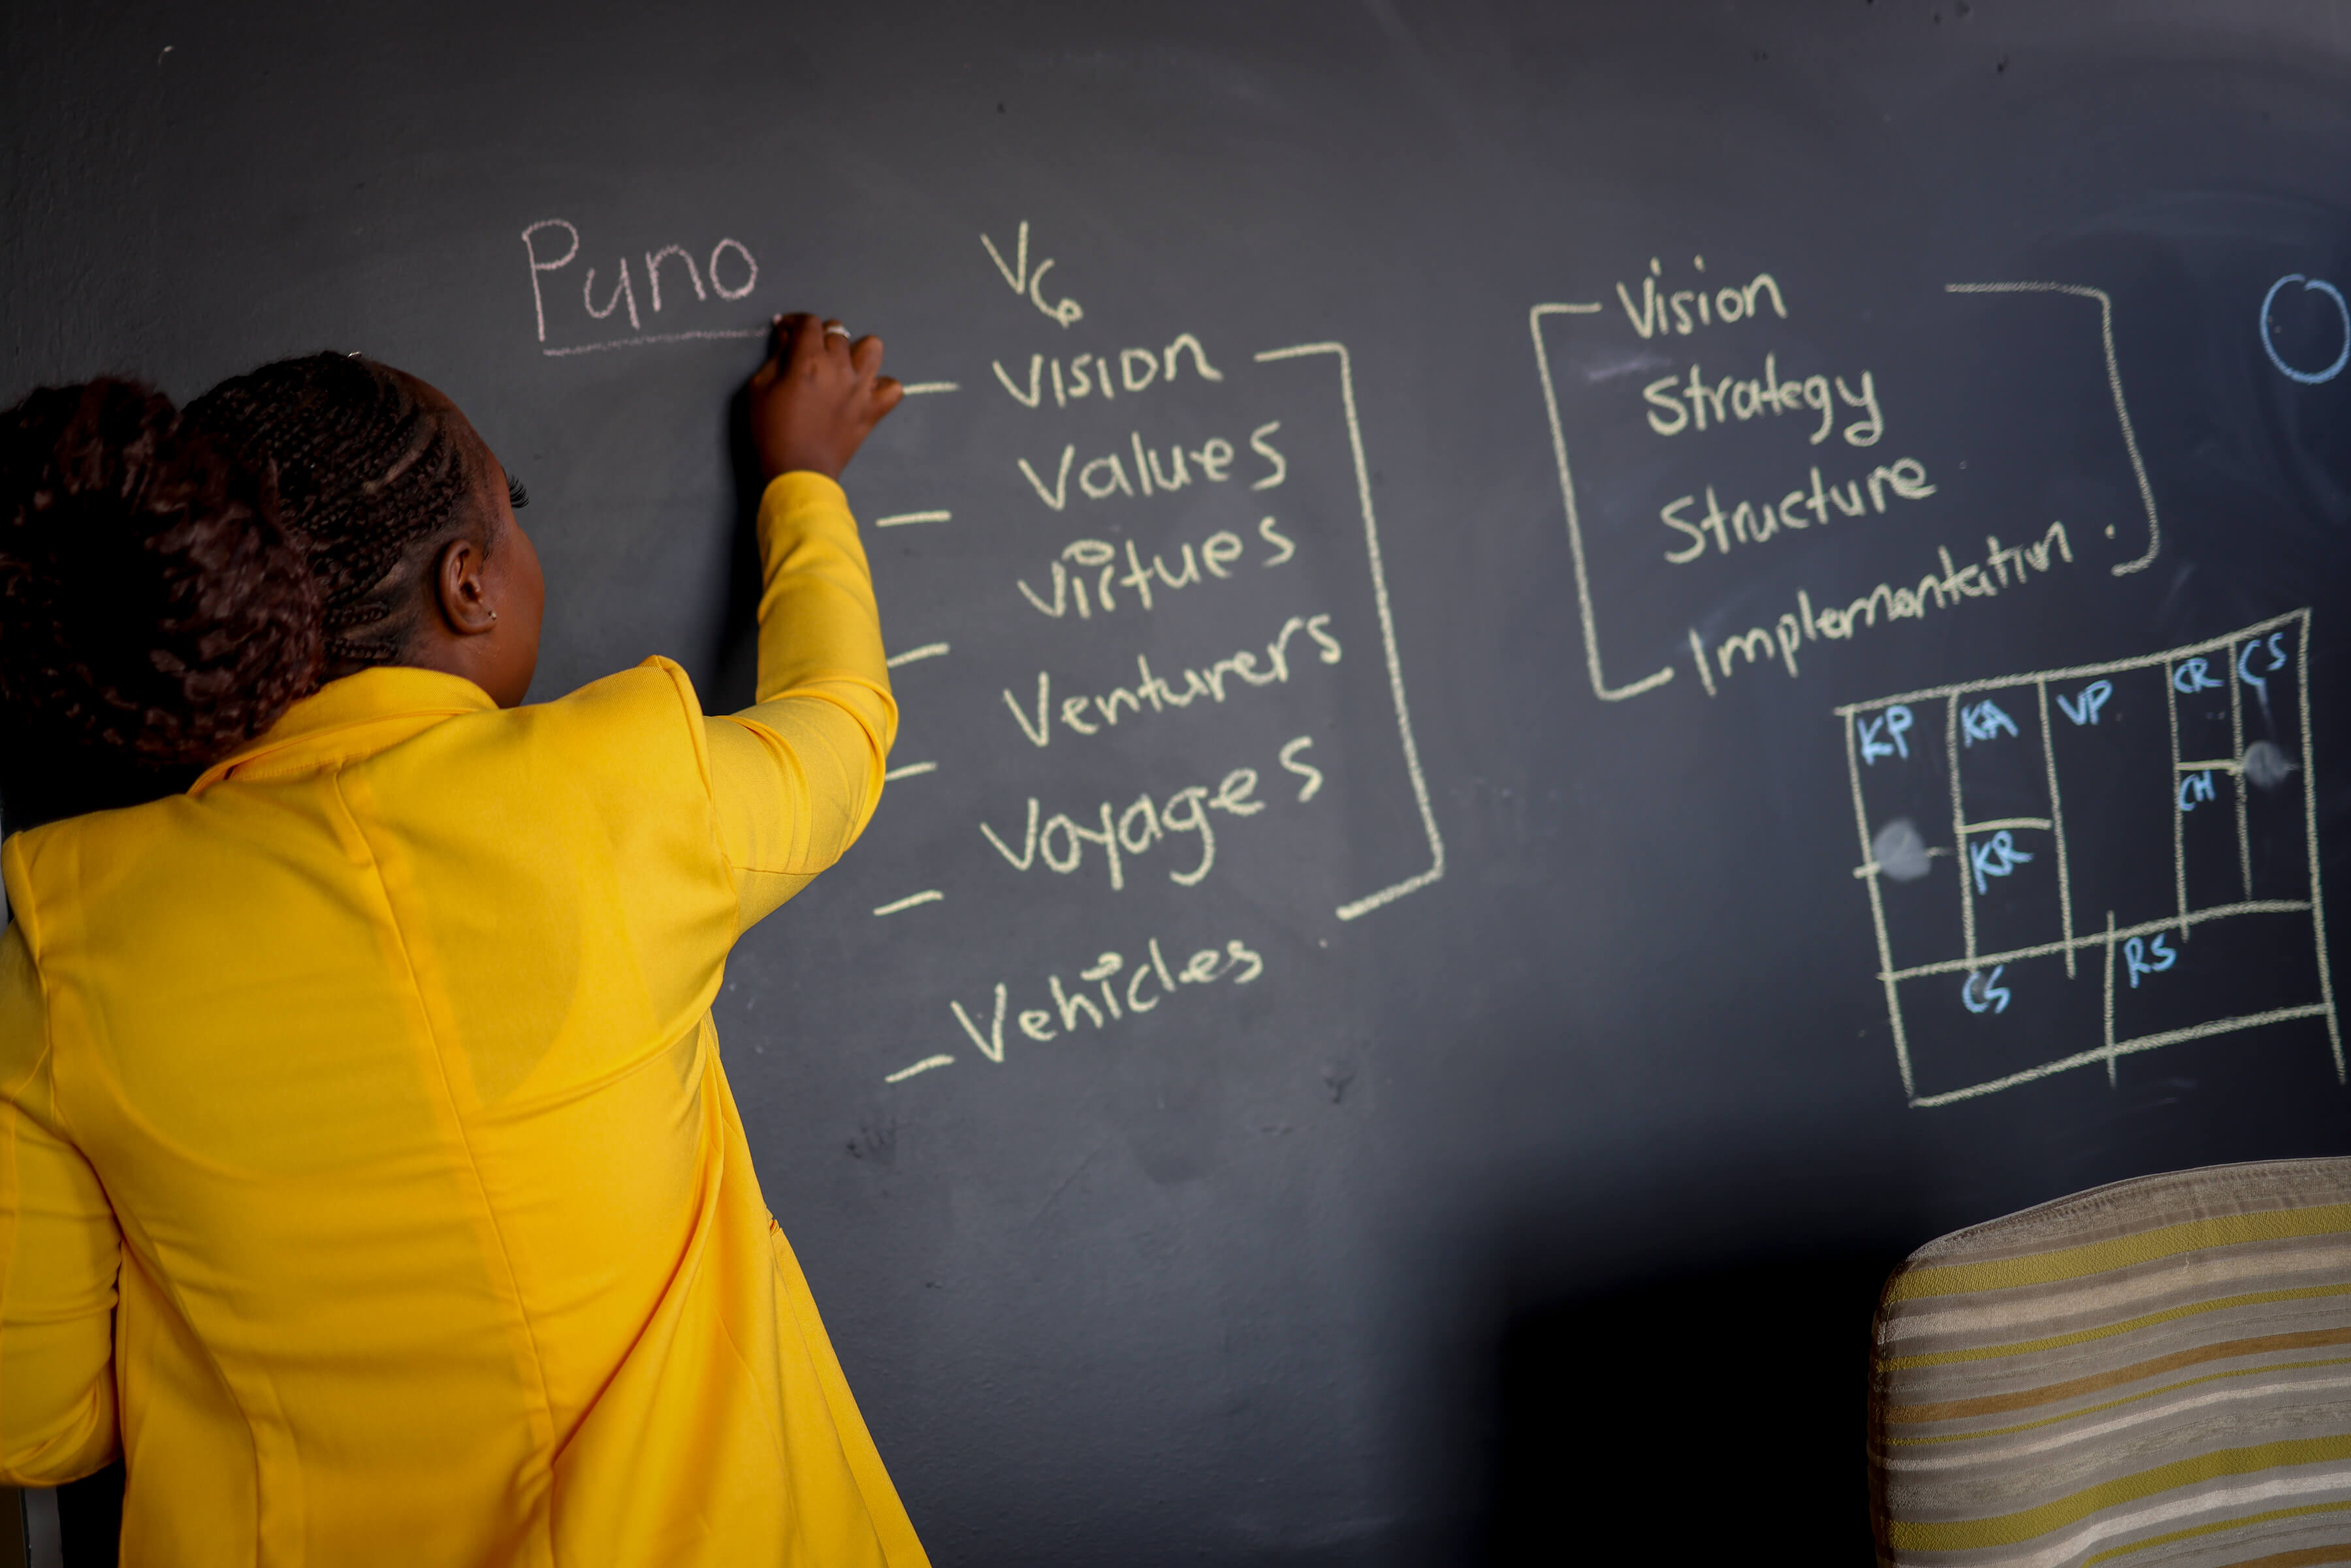 Puno
V6
- Vision
- Values
- Virtues
- Venturers
- Voyages
- Vehicles
Vision
Strategy
Structure
Implementation.
KP
KA
VP
CR
CS
KR
CH
CS
RS